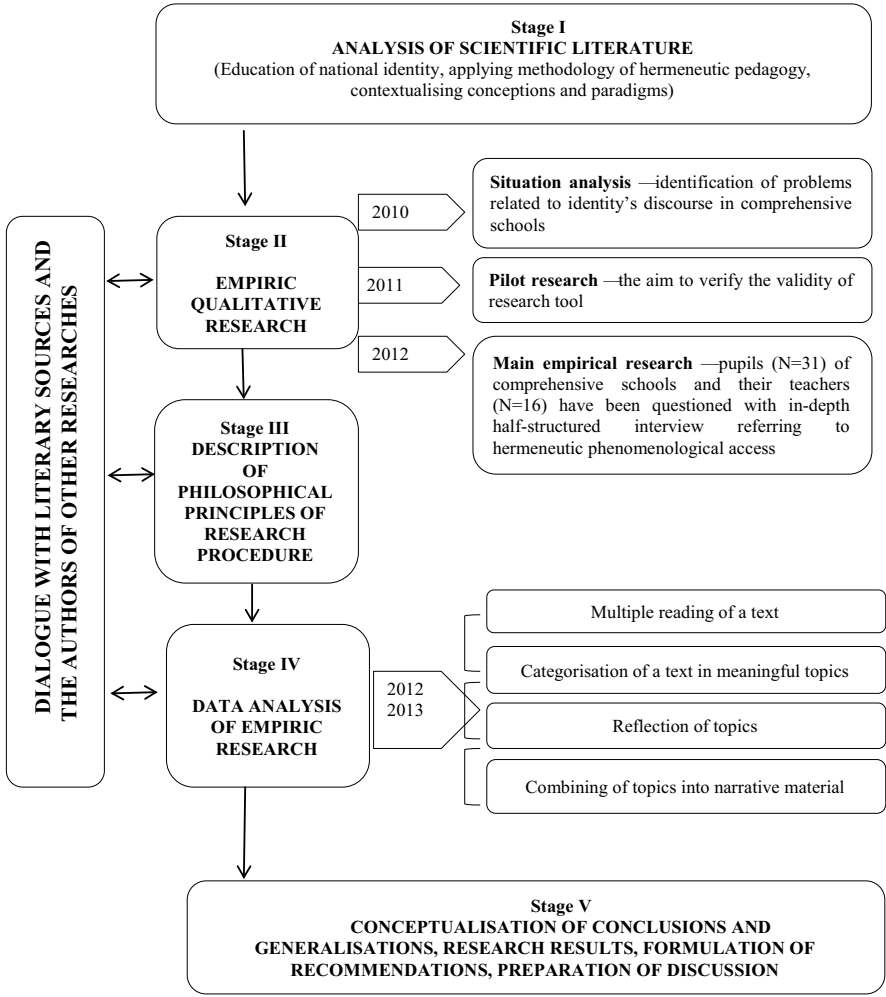 Stage I
ANALYSIS OF SCIENTIFIC LITERATURE
(Education of national identity, applying methodology of hermeneutic pedagogy,
contextualising conceptions and paradigms)
DIALOGUE WITH LITERARY SOURCES AND
THE AUTHORS OF OTHER RESEARCHES
Stage II
EMPIRIC
QUALITATIVE
RESEARCH
2010
Situation analysis —identification of problems
related to identity's discourse in comprehensive
schools
2011
Pilot research —the aim to verify the validity of
research tool
2012
Main empirical research —pupils (N=31) of
comprehensive schools and their teachers
(N=16) have been questioned with in-depth
half-structured interview referring to
hermeneutic phenomenological access
Stage III
DESCRIPTION
OF
PHILOSOPHICAL
PRINCIPLES OF
RESEARCH
PROCEDURE
Stage IV
DATA ANALYSIS
OF EMPIRIC
RESEARCH
2012
2013
Multiple reading of a text
Categorisation of a text in meaningful topics
Reflection of topics
Combining of topics into narrative material
Stage V
CONCEPTUALISATION OF CONCLUSIONS AND
GENERALISATIONS, RESEARCH RESULTS, FORMULATION OF
RECOMMENDATIONS, PREPARATION OF DISCUSSION